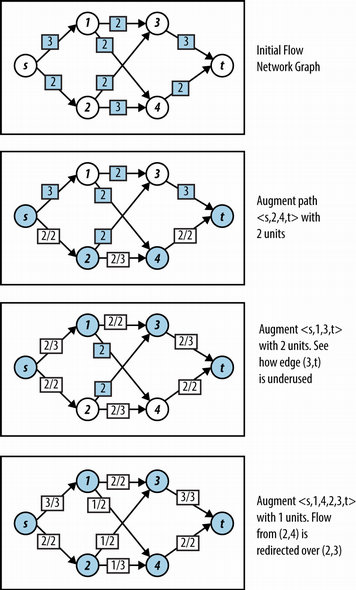 3
1
2
3
3
s
2
2
t
2
2
2
3
4
Initial Flow
Network Graph
3
1
2
3
3
s
2
2
t
2/2
2
2/3
4
2/2
Augment path
<s,2,4,t> with
2 units
2/3
1
2/2
3
2/3
s
2
2
t
2/2
2
2/3
4
2/2
Augment <s,1,3,t>
with 2 units. See
how edge (3,t)
is underused
3/3
1
2/2
3
3/3
s
1/2
1/2
t
2/2
2
1/3
4
2/2
Augment <s,1,4,2,3,t>
with 1 units. Flow
from (2,4) is
redirected over (2,3)